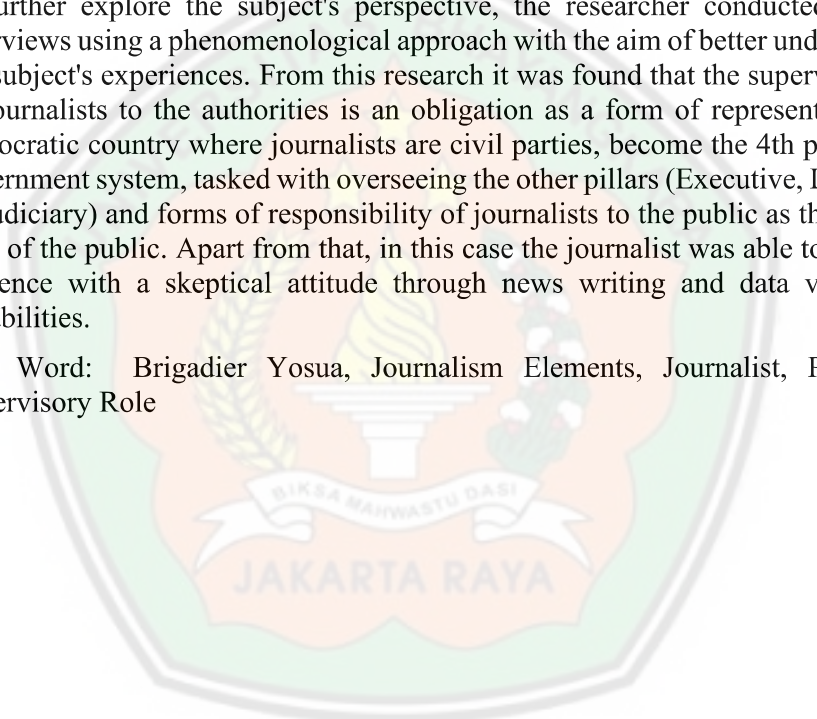 urther explore the subject's perspective, the researcher conducted
rviews using a phenomenological approach with the aim of better und
subject's experiences. From this research it was found that the superv
ournalists to the authorities is an obligation as a form of represent
ocratic country where journalists are civil parties, become the 4th p
ernment system, tasked with overseeing the other pillars (Executive, L
udiciary) and forms of responsibility of journalists to the public as th
of the public. Apart from that, in this case the journalist was able to
ence with a skeptical attitude through news writing and data v
bilities.
Word: Brigadier Yosua, Journalism Elements, Journalist, F
ervisory Role
BIKSA MAHWASTU DASI
JAKARTA RAYA